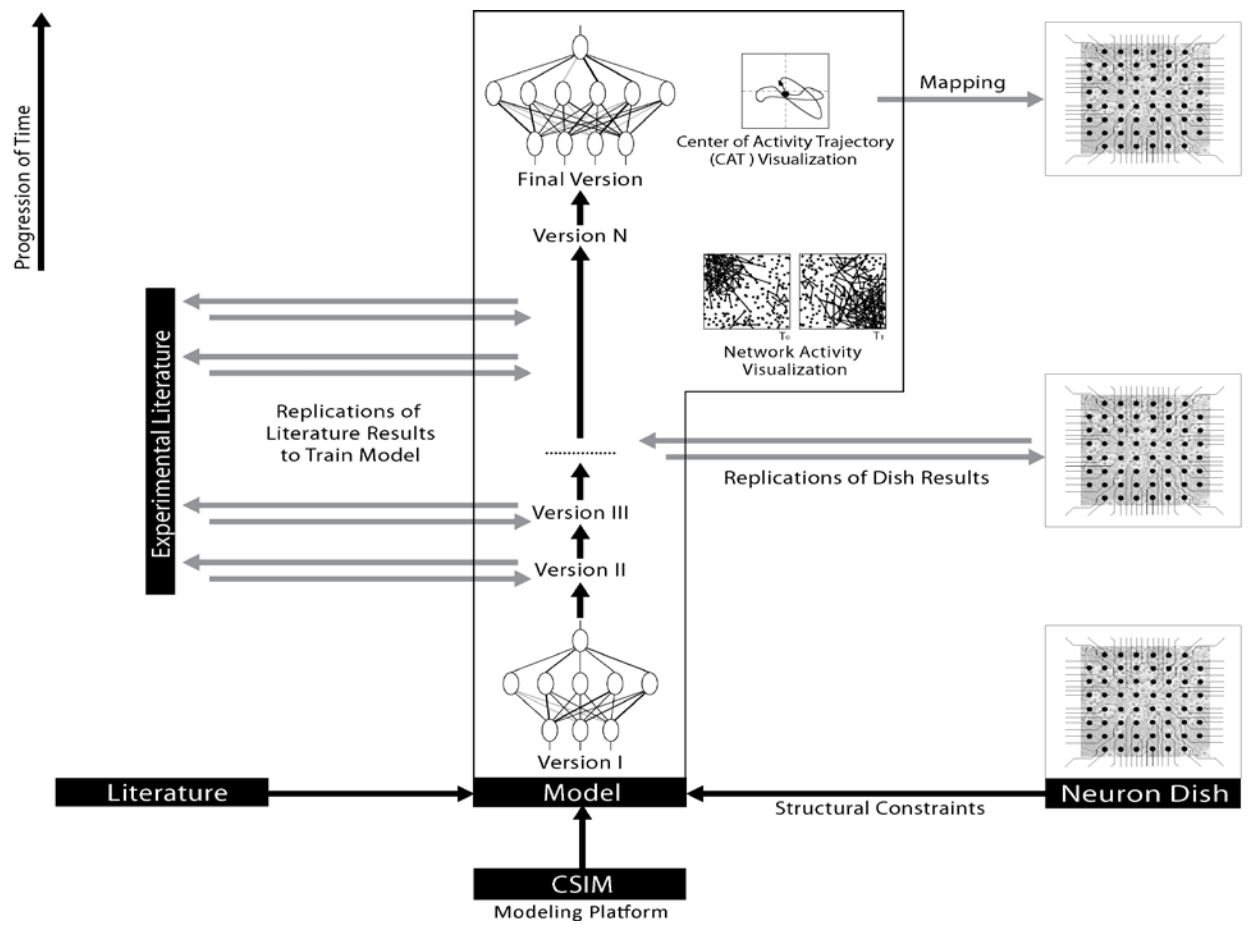 Progression of Time
Final Version
Version N
Center of Activity Trajectory
(CAT ) Visualization
Mapping
T₀
T₁
Network Activity
Visualization
Experimental Literature
Replications of
Literature Results
to Train Model
Replications of Dish Results
Version III
Version II
Version I
Literature
Model
Structural Constraints
Neuron Dish
CSIM
Modeling Platform